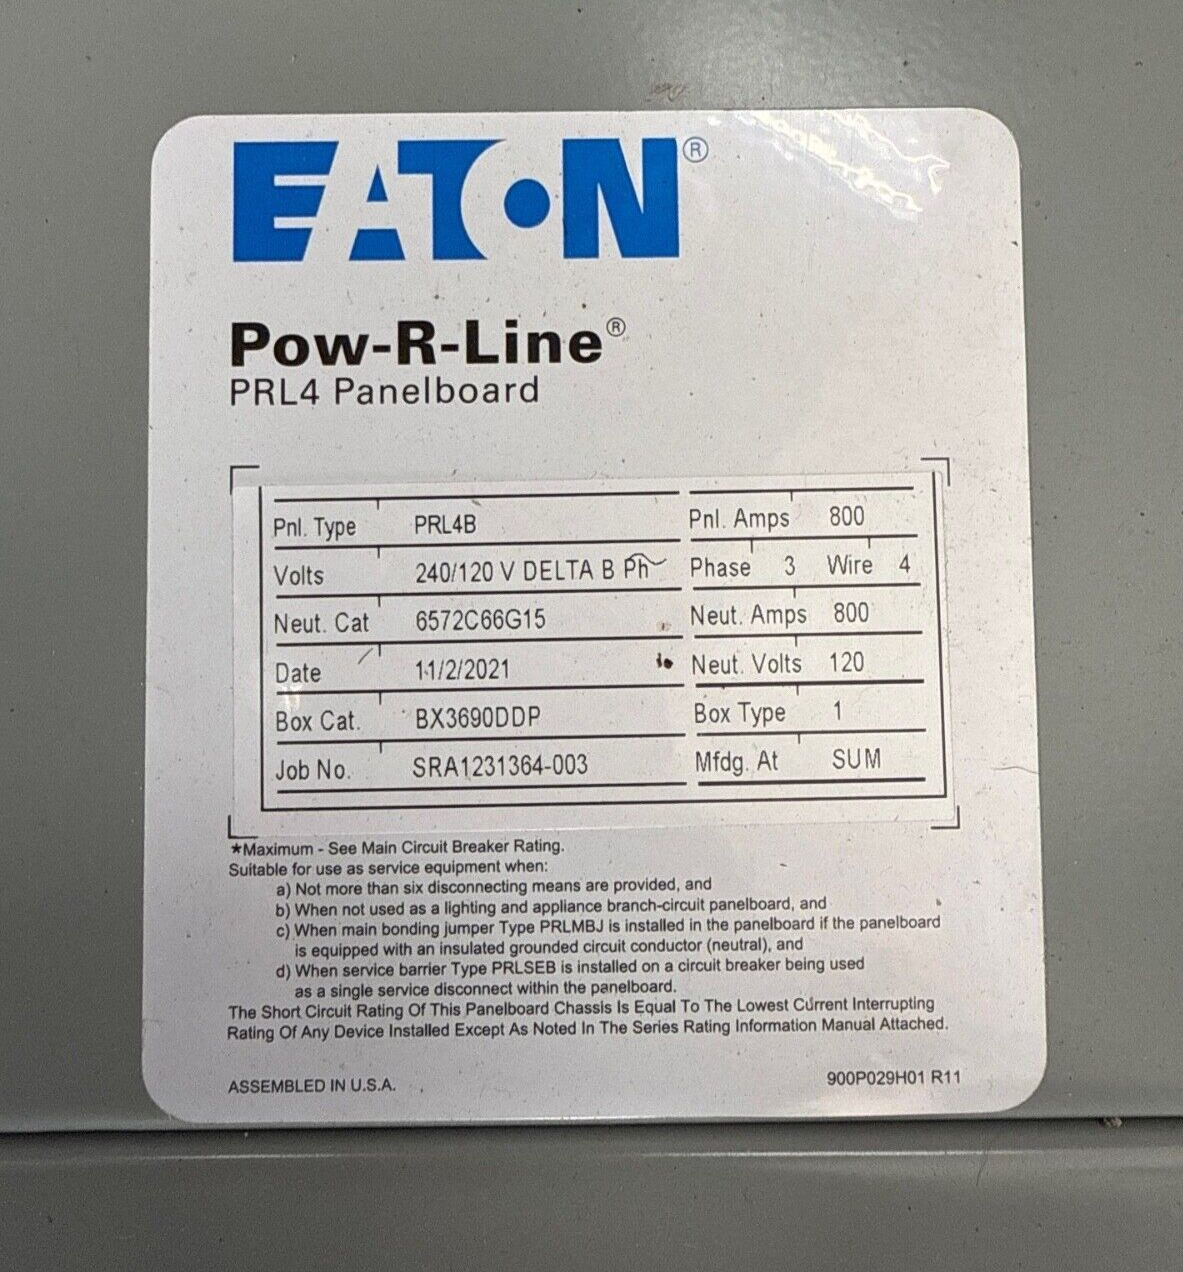 EATON®
Pow-R-Line®
PRL4 Panelboard
Pnl. Type PRL4B Pnl. Amps 800
Volts 240/120 V DELTA B Ph Phase 3 Wire 4
Neut. Cat 6572C66G15 Neut. Amps 800
Date 11/2/2021 Neut. Volts 120
Box Cat. BX3690DDP Box Type 1
Job No. SRA1231364-003 Mfdg. At SUM
*Maximum - See Main Circuit Breaker Rating.
Suitable for use as service equipment when:
a) Not more than six disconnecting means are provided, and
b) When not used as a lighting and appliance branch-circuit panelboard, and
c) When main bonding jumper Type PRLMBJ is installed in the panelboard if the panelboard
is equipped with an insulated grounded circuit conductor (neutral), and
d) When service barrier Type PRLSEB is installed on a circuit breaker being used
as a single service disconnect within the panelboard.
The Short Circuit Rating Of This Panelboard Chassis Is Equal To The Lowest Current Interrupting
Rating Of Any Device Installed Except As Noted In The Series Rating Information Manual Attached.
ASSEMBLED IN U.S.A. 900P029H01 R11